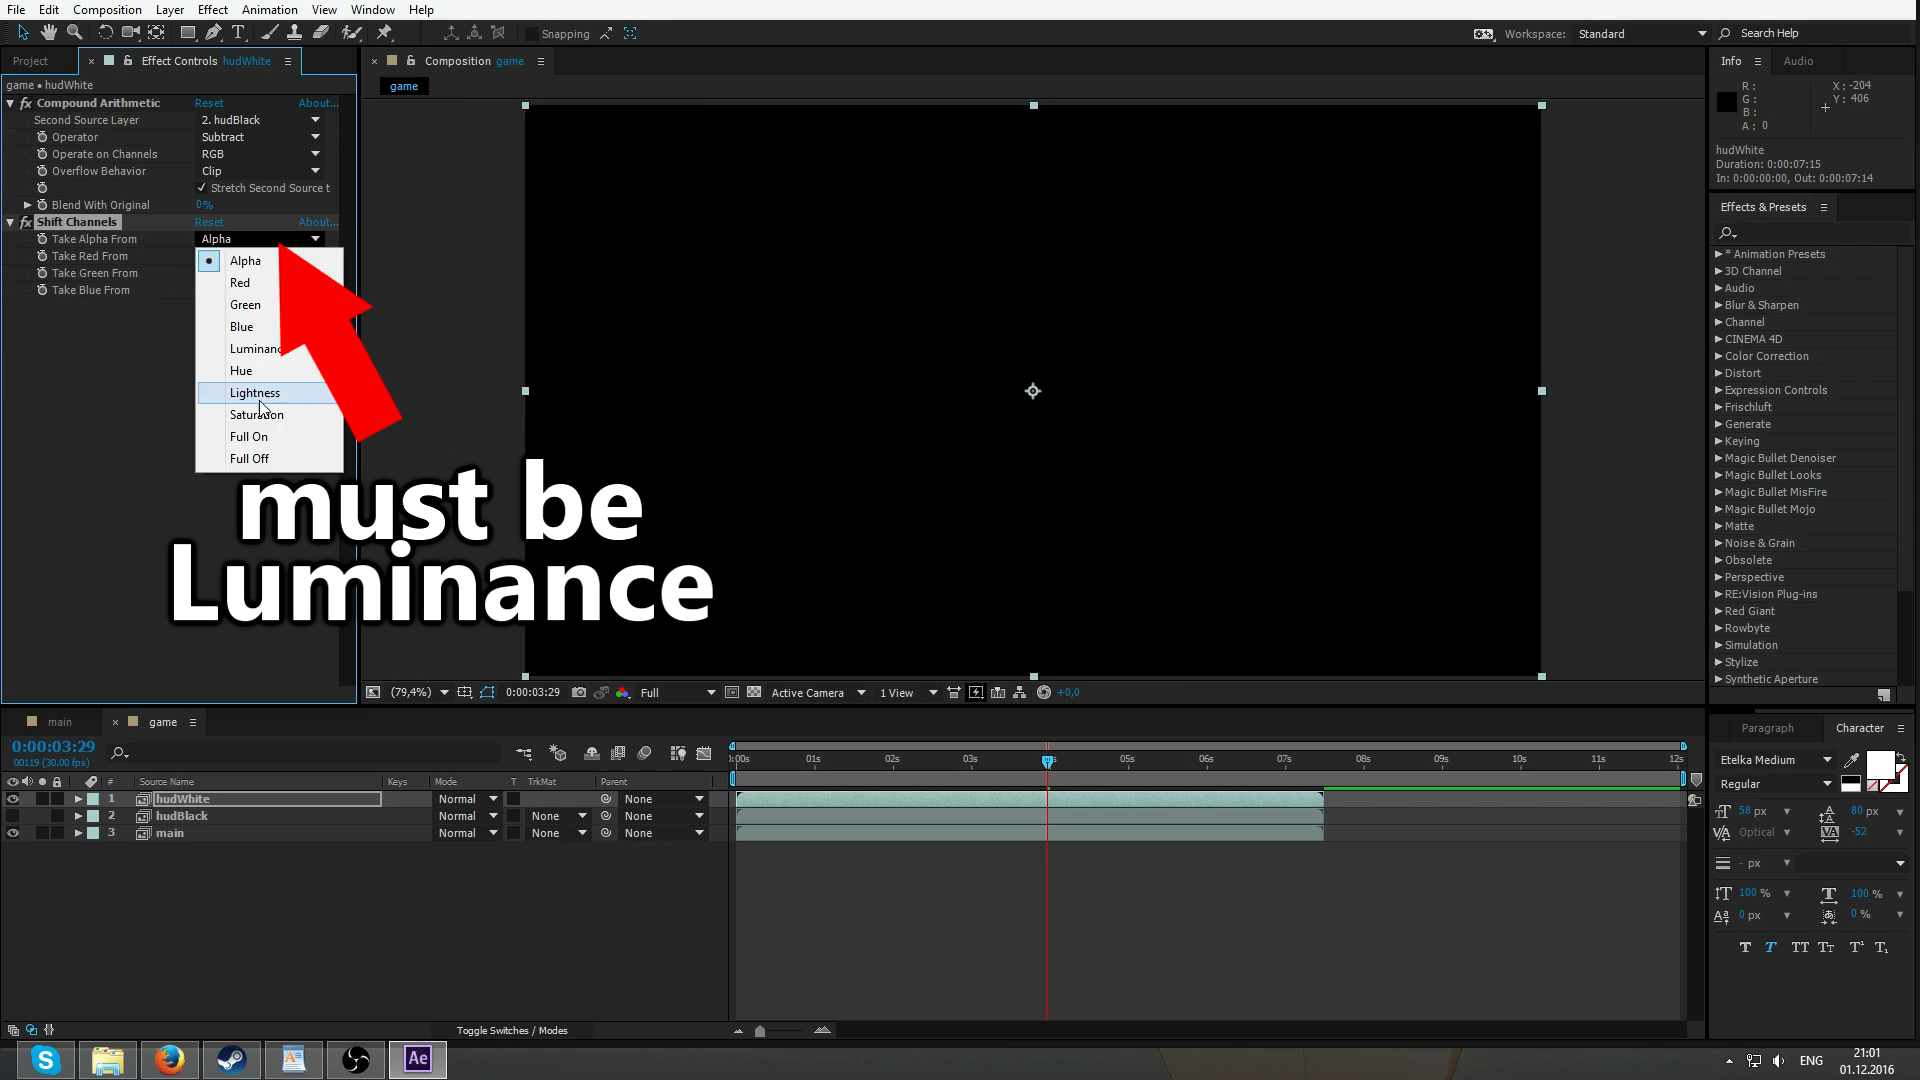 File Edit Composition Layer Effect Animation View Window Help
Snapping Workspace: Standard Search Help
Project Effect Controls hudWhite Composition game Info Audio
game • hudWhite
fx Compound Arithmetic Reset About...
Second Source Layer 2. hudBlack
Operator Subtract
Operate on Channels RGB
Overflow Behavior Clip
Stretch Second Source t
Blend With Original 0%
fx Shift Channels Reset About...
Take Alpha From Alpha
Take Red From
Take Green From
Take Blue From
Alpha
Red
Green
Blue
Luminanc
Hue
Lightness
Saturation
Full On
Full Off
must be
Luminance
game
(79,4%) 0:00:03:29 Full Active Camera 1 View +0,0
R: X: -204
G: Y: 406
B:
A: 0
hudWhite
Duration: 0:00:07:15
In: 0:00:00:00, Out: 0:00:07:14
Effects & Presets
* Animation Presets
3D Channel
Audio
Blur & Sharpen
Channel
CINEMA 4D
Color Correction
Distort
Expression Controls
Frischluft
Generate
Keying
Magic Bullet Denoiser
Magic Bullet Looks
Magic Bullet MisFire
Magic Bullet Mojo
Matte
Noise & Grain
Obsolete
Perspective
RE:Vision Plug-ins
Red Giant
Rowbyte
Simulation
Stylize
Synthetic Aperture
main game
0:00:03:29
00119 (30.00 fps)
# Source Name Keys Mode T TrkMat Parent
1 hudWhite Normal None
2 hudBlack Normal None None
3 main Normal None None
:00s 01s 02s 03s 05s 06s 07s 08s 09s 10s 11s 12s
Toggle Switches / Modes
Paragraph Character
Etelka Medium
Regular
58 px 80 px
Optical -52
- px
100 % 100 %
0 px 0 %
T T TT Tt T¹ T₁
Ae
ENG
21:01
01.12.2016